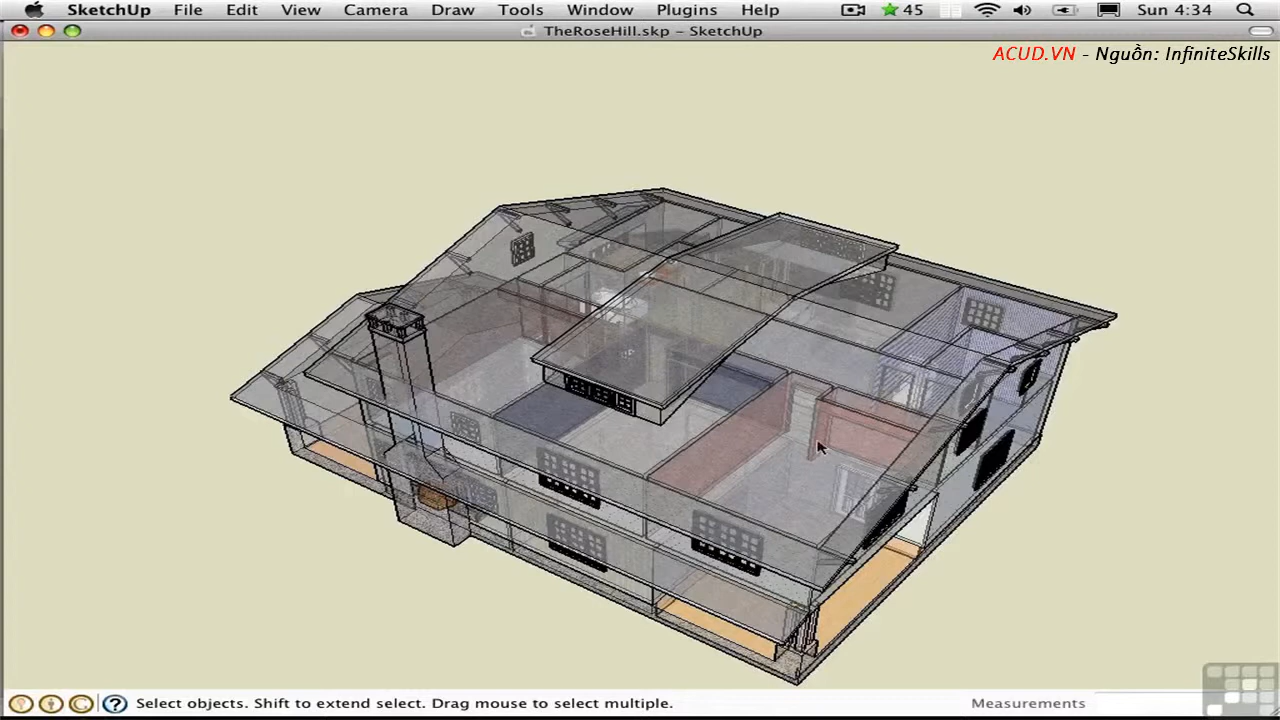 SketchUp File Edit View Camera Draw Tools Window Plugins Help 45 Sun 4:34
TheRoseHill.skp – SketchUp
ACUD.VN - Nguồn: InfiniteSkills
Select objects. Shift to extend select. Drag mouse to select multiple. Measurements